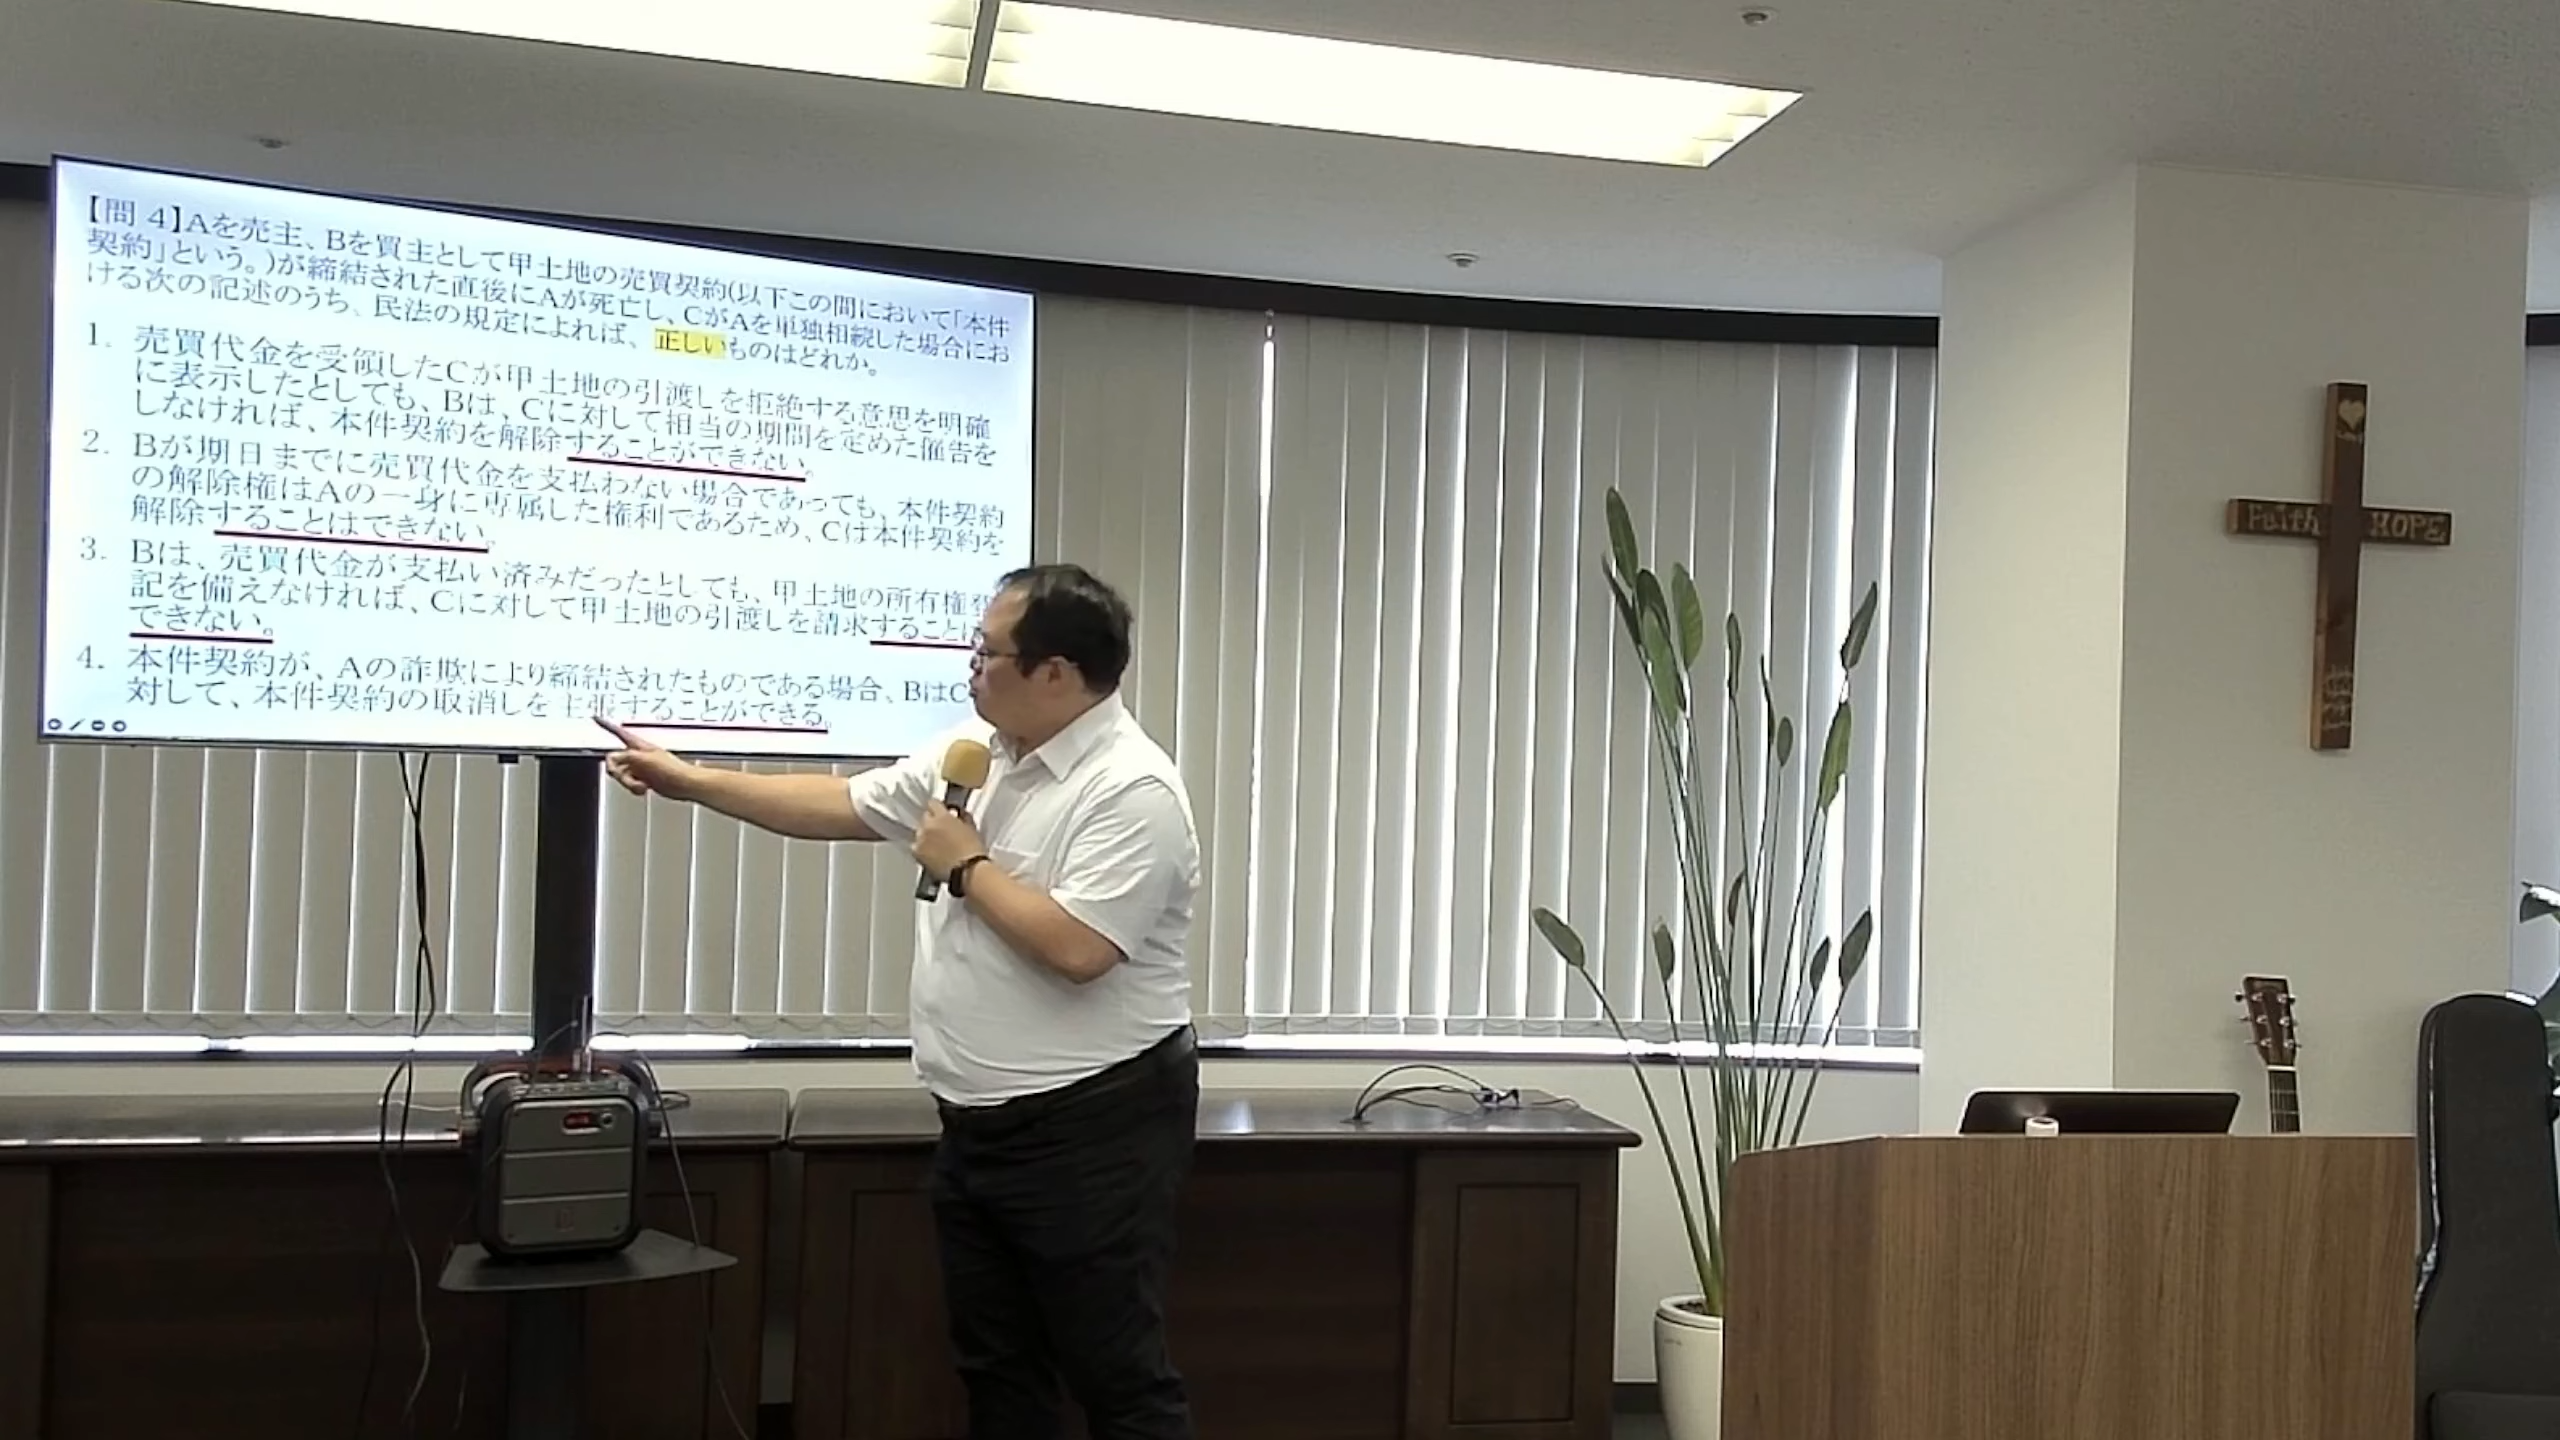 【問 4】Aを売主、Bを買主として甲土地の売買契約(以下この問において「本件
契約」という。)が締結された直後にAが死亡し、CがAを単独相続した場合にお
ける次の記述のうち、民法の規定によれば、正しいものはどれか。
1. 売買代金を受領したCが甲土地の引渡しを拒絶する意思を明確
に表示したとしても、Bは、Cに対して相当の期間を定めた催告を
しなければ、本件契約を解除することができない。
2. Bが期日までに売買代金を支払わない場合であっても、本件契約
の解除権はAの一身に専属した権利であるため、Cは本件契約を
解除することはできない。
3. Bは、売買代金が支払い済みだったとしても、甲土地の所有権登
記を備えなければ、Cに対して甲土地の引渡しを請求することは
できない。
4. 本件契約が、Aの詐欺により締結されたものである場合、BはC
対して、本件契約の取消しを主張することができる。
Faith HOPE